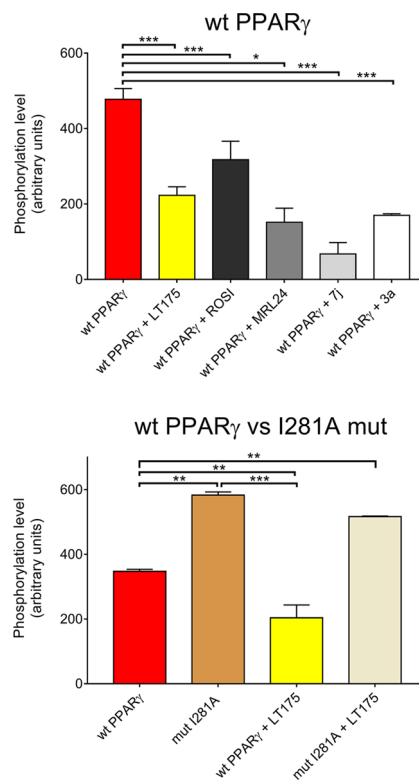 wt PPARγ
***
***
*
***
***
Phosphorylation level
(arbitrary units)
600
400
200
0
wt PPARγ
wt PPARγ + LT175
wt PPARγ + ROSI
wt PPARγ + MRL24
wt PPARγ + 7j
wt PPARγ + 3a
wt PPARγ vs I281A mut
**
**
**
***
Phosphorylation level
(arbitrary units)
600
400
200
0
wt PPARγ
mut I281A
wt PPARγ + LT175
mut I281A + LT175